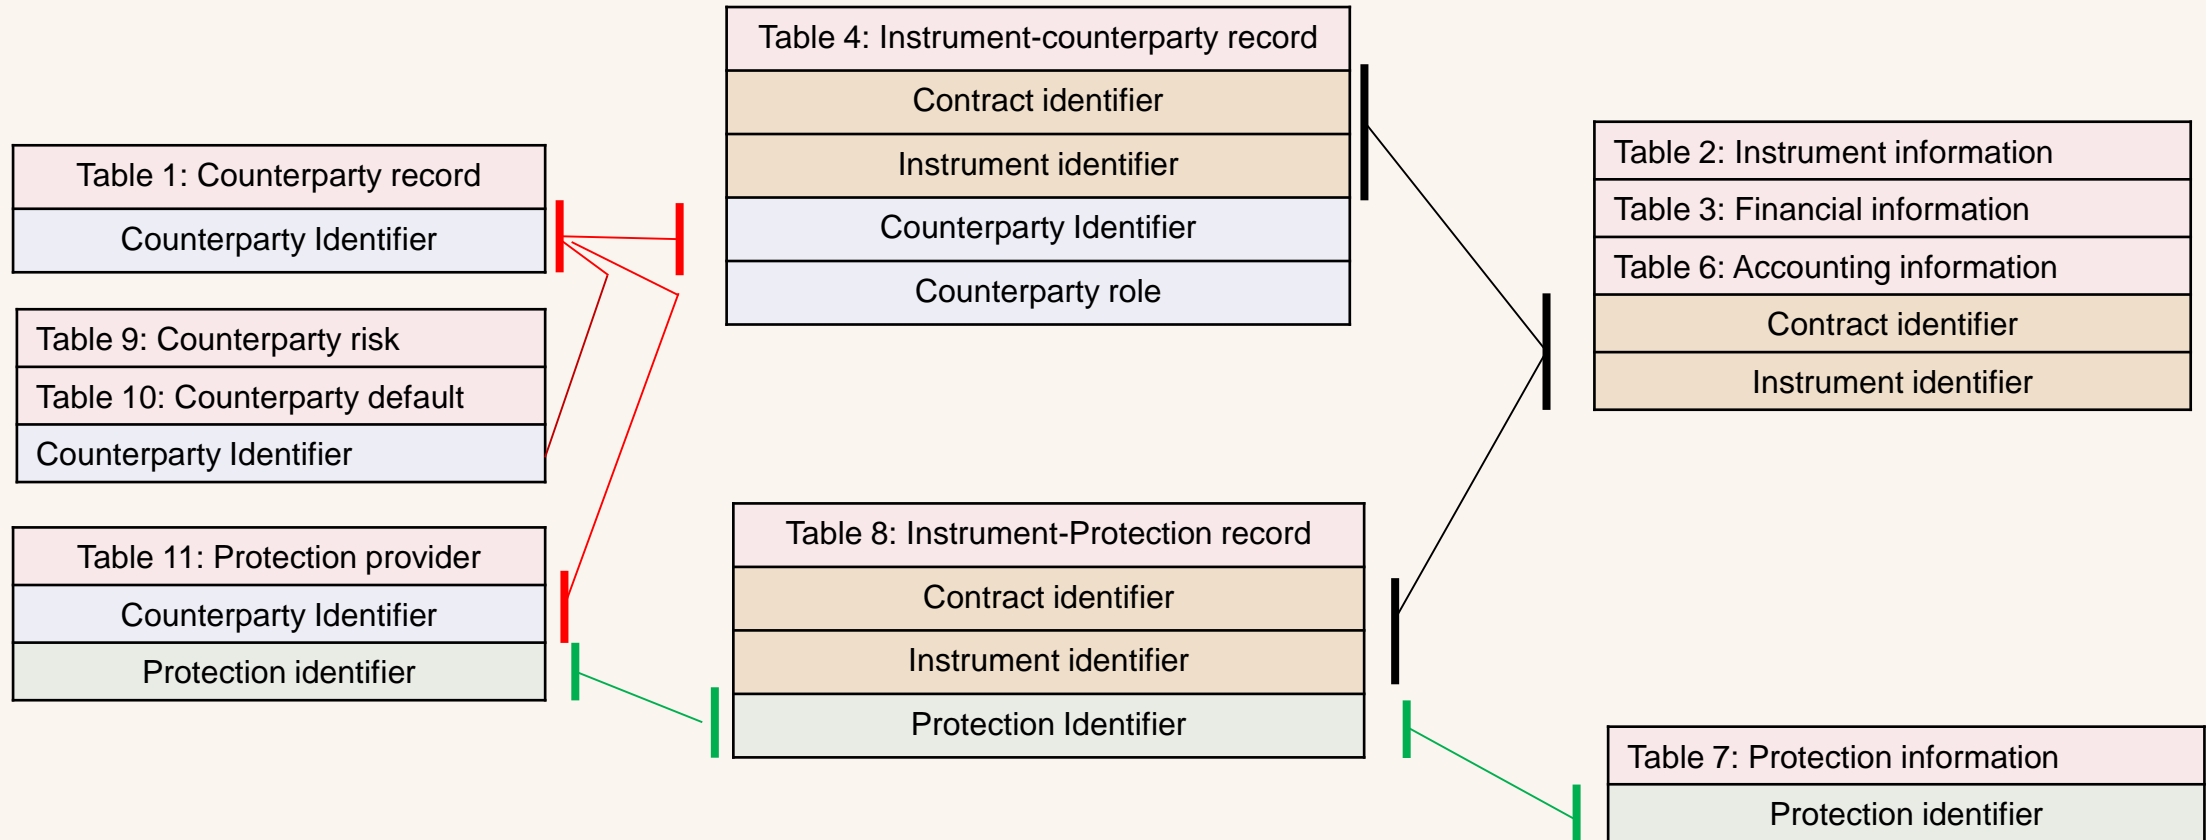 Table 4: Instrument-counterparty record
Contract identifier
Instrument identifier
Counterparty Identifier
Counterparty role
Table 1: Counterparty record
Counterparty Identifier
Table 9: Counterparty risk
Table 10: Counterparty default
Counterparty Identifier
Table 11: Protection provider
Counterparty Identifier
Protection identifier
Table 8: Instrument-Protection record
Contract identifier
Instrument identifier
Protection Identifier
Table 2: Instrument information
Table 3: Financial information
Table 6: Accounting information
Contract identifier
Instrument identifier
Table 7: Protection information
Protection identifier